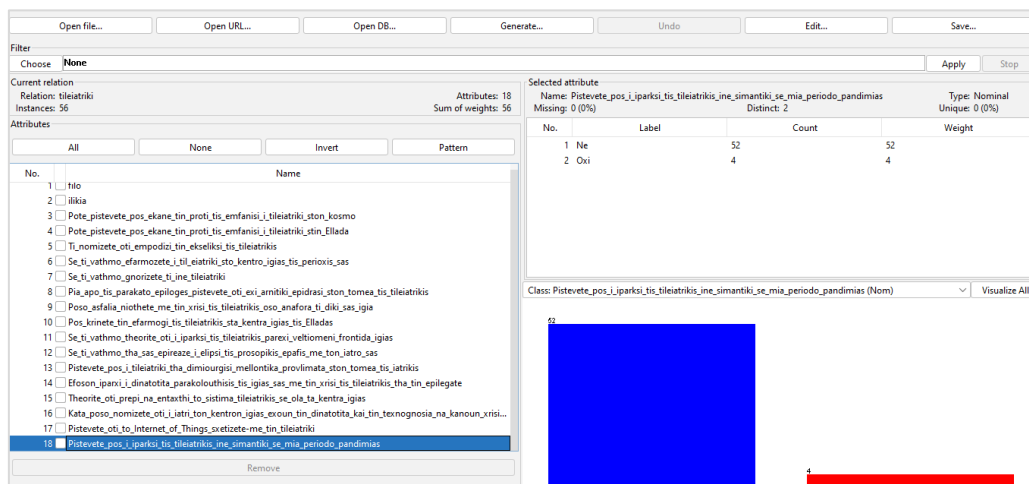 Open file... Open URL... Open DB... Generate... Undo Edit... Save...
Filter
Choose None Apply Stop
Current relation
Relation: tileiatriki Attributes: 18
Instances: 56 Sum of weights: 56
Attributes
All None Invert Pattern
No. Name
1 filo
2 ilikia
3 Pote_pistevete_pos_ekane_tin_proti_tis_emfanisi_i_tileiatriki_ston_kosmo
4 Pote_pistevete_pos_ekane_tin_proti_tis_emfanisi_i_tileiatriki_stin_Ellada
5 Ti_nomizete_oti_empodizi_tin_ekseliksi_tis_tileiatrikis
6 Se_ti_vathmo_efarmozete_i_til_eiatriki_sto_kentro_igias_tis_perioxis_sas
7 Se_ti_vathmo_gnorizete_ti_ine_tileiatriki
8 Pia_apo_tis_parakato_epiloges_pistevete_oti_exi_arnitiki_epidrasi_ston_tomea_tis_tileiatrikis
9 Poso_asfalia_niothete_me_tin_xrisi_tis_tileiatrikis_oso_anafora_ti_diki_sas_igia
10 Pos_krinete_tin_efarmogi_tis_tileiatrikis_sta_kentra_igias_tis_Elladas
11 Se_ti_vathmo_theorite_oti_i_iparksi_tis_tileiatrikis_parexi_veltiomeni_frontida_igias
12 Se_ti_vathmo_tha_sas_epireaze_i_elipsi_tis_prosopikis_epafis_me_ton_iatro_sas
13 Pistevete_pos_i_tileiatriki_tha_dimiourgisi_mellontika_provlimata_ston_tomea_tis_iatrikis
14 Efoson_iparxi_i_dinatotita_parakolouthisis_tis_igias_sas_me_tin_xrisi_tis_tileiatrikis_tha_tin_epilegate
15 Theorite_oti_prepi_na_entaxthi_to_sistima_tileiatrikis_se_ola_ta_kentra_igias
16 Kata_poso_nomizete_oti_i_iatri_ton_kentron_igias_exoun_tin_dinatotita_kai_tin_texnognosia_na_kanoun_xrisi...
17 Pistevete_oti_to_Internet_of_Things_sxetizete-me_tin_tileiatriki
18 Pistevete_pos_i_iparksi_tis_tileiatrikis_ine_simantiki_se_mia_periodo_pandimias
Remove
Selected attribute
Name: Pistevete_pos_i_iparksi_tis_tileiatrikis_ine_simantiki_se_mia_periodo_pandimias Type: Nominal
Missing: 0 (0%) Distinct: 2 Unique: 0 (0%)
No. Label Count Weight
1 Ne 52 52
2 Oxi 4 4
Class: Pistevete_pos_i_iparksi_tis_tileiatrikis_ine_simantiki_se_mia_periodo_pandimias (Nom) Visualize All
52
4